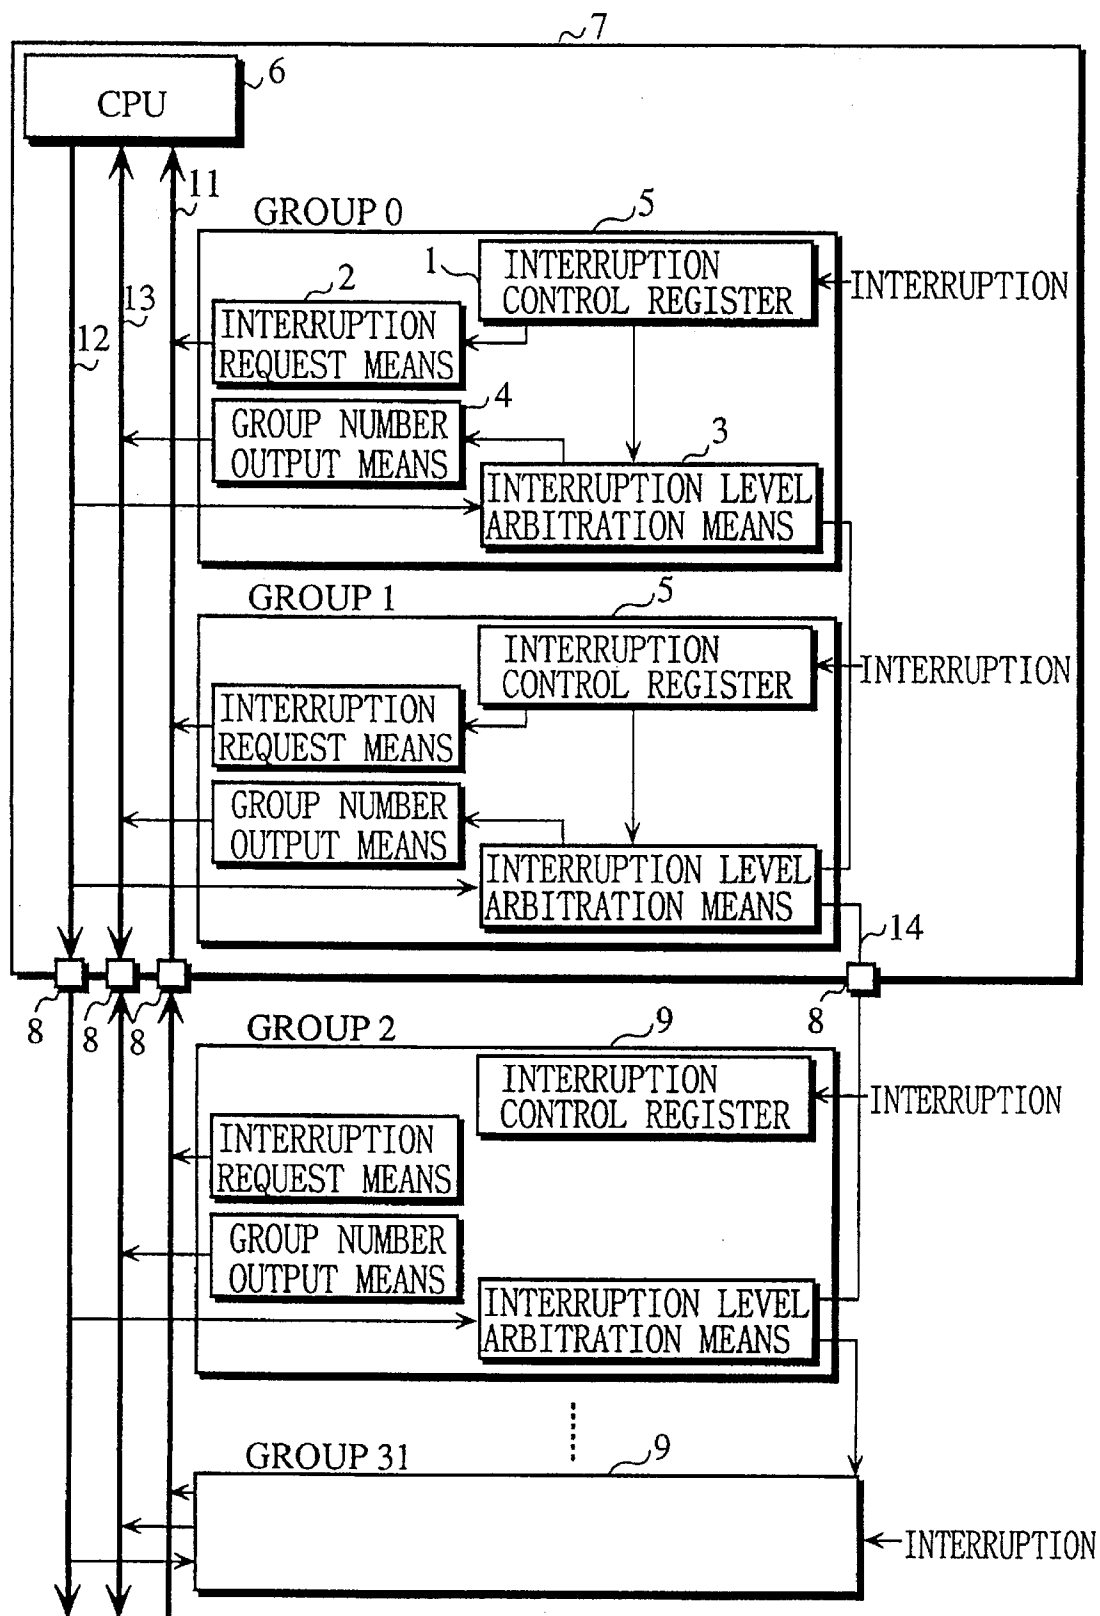 7
6
CPU
11
GROUP 0
5
1
INTERRUPTION
CONTROL REGISTER
INTERRUPTION
2
13
INTERRUPTION
REQUEST MEANS
12
4
GROUP NUMBER
OUTPUT MEANS
3
INTERRUPTION LEVEL
ARBITRATION MEANS
GROUP 1
5
INTERRUPTION
CONTROL REGISTER
INTERRUPTION
INTERRUPTION
REQUEST MEANS
GROUP NUMBER
OUTPUT MEANS
INTERRUPTION LEVEL
ARBITRATION MEANS
14
8
8
8
8
GROUP 2
9
INTERRUPTION
CONTROL REGISTER
INTERRUPTION
INTERRUPTION
REQUEST MEANS
GROUP NUMBER
OUTPUT MEANS
INTERRUPTION LEVEL
ARBITRATION MEANS
GROUP 31
9
INTERRUPTION